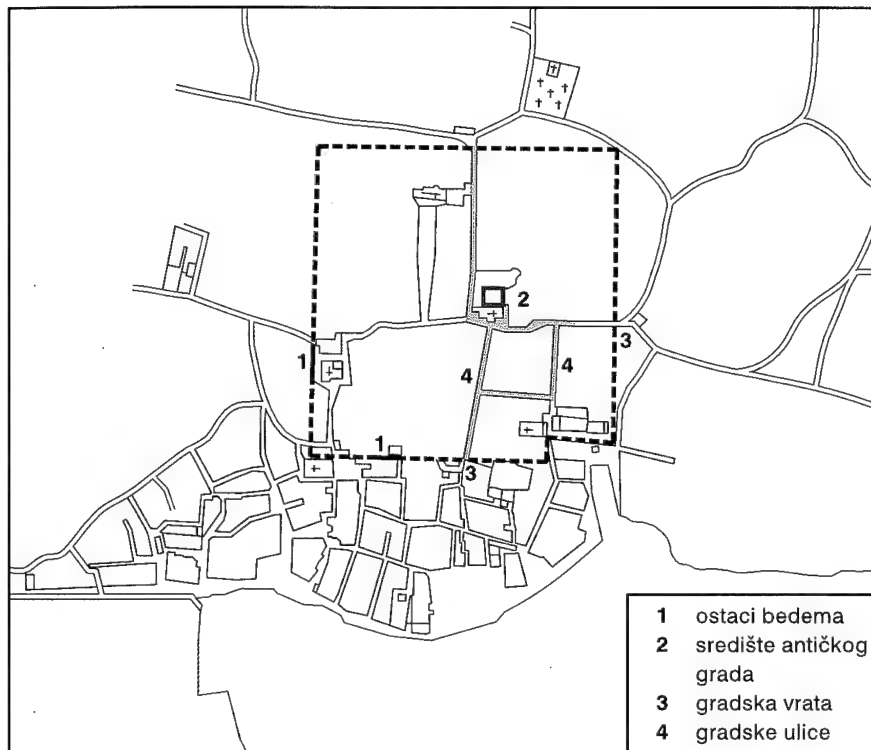 2
3
1
4
4
1
3
1 ostaci bedema
2 središte antičkog
grada
3 gradska vrata
4 gradske ulice